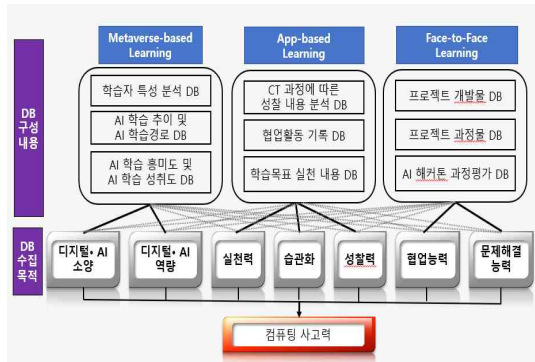 Metaverse-based
Learning
App-based
Learning
Face-to-Face
Learning
DB
구성
내용
학습자 특성 분석 DB
AI 학습 추이 및
AI 학습경로 DB
AI 학습 흥미도 및
AI 학습 성취도 DB
CT 과정에 따른
성찰 내용 분석 DB
협업활동 기록 DB
학습목표 실천 내용 DB
프로젝트 개발물 DB
프로젝트 과정물 DB
AI 해커톤 과정평가 DB
DB
수집
목적
디지털• AI
소양
디지털• AI
역량
실천력
습관화
성찰력
협업능력
문제해결
능력
컴퓨팅 사고력